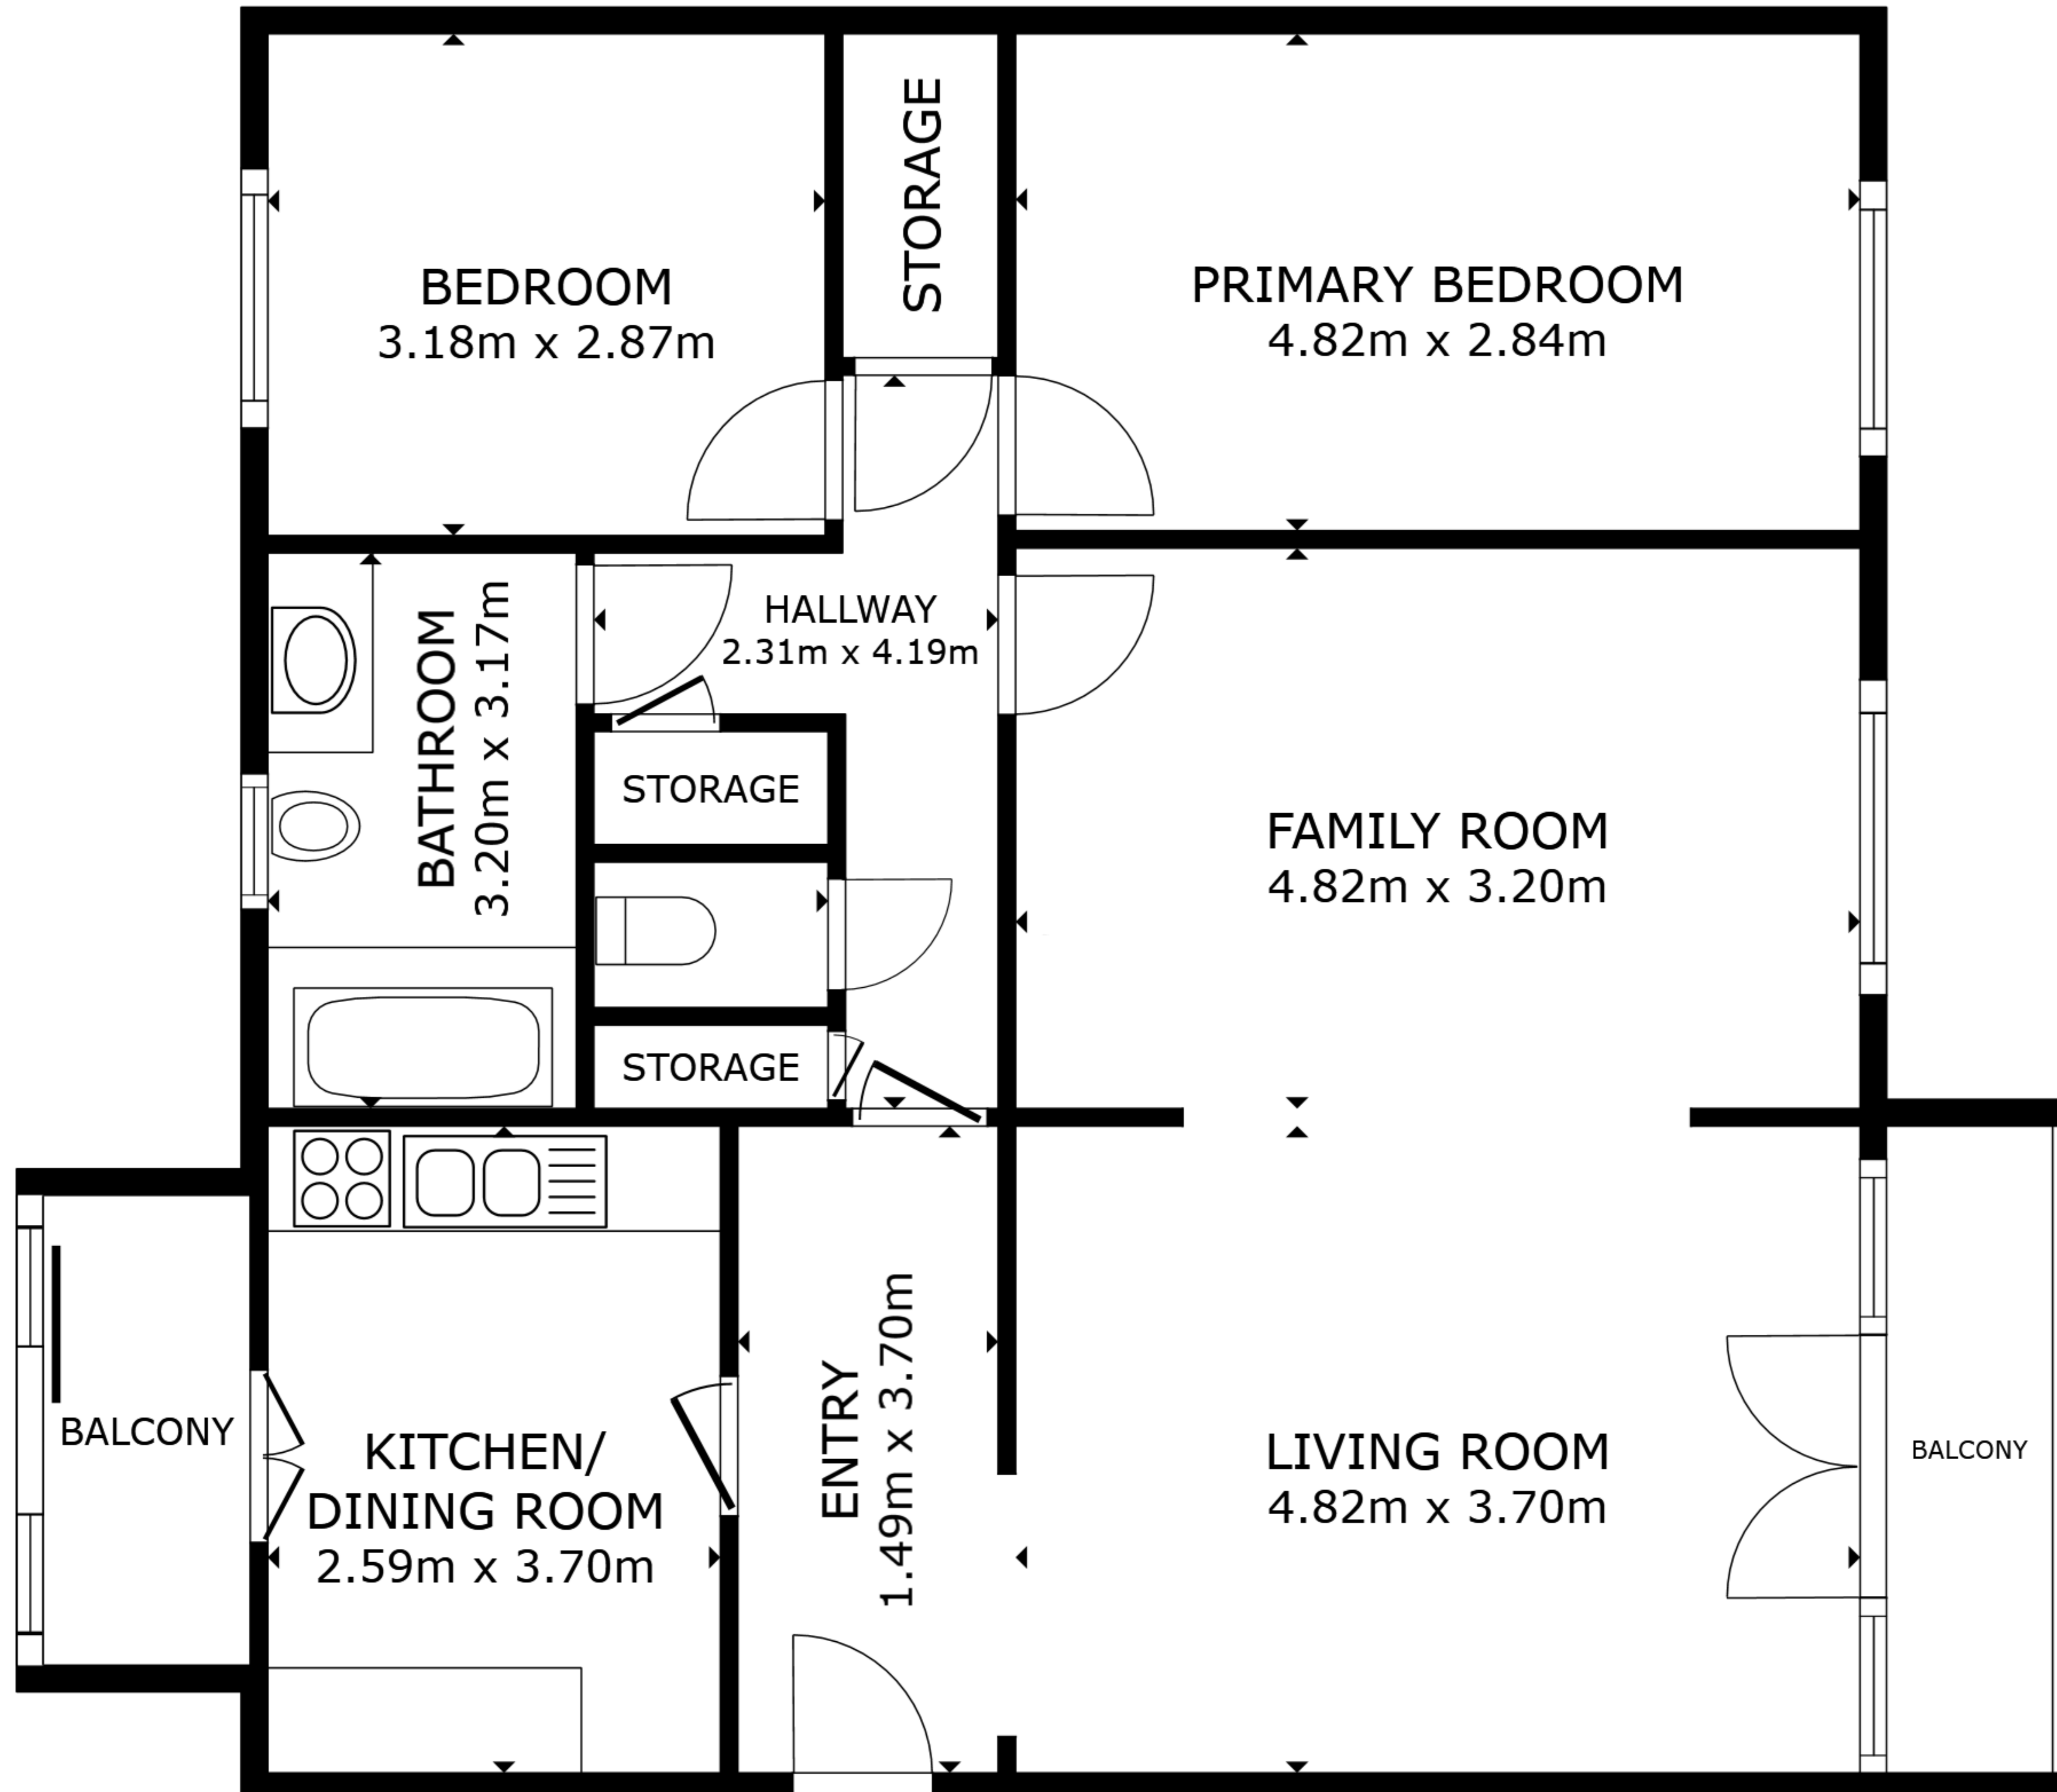 STORAGE
BEDROOM
3.18m x 2.87m
PRIMARY BEDROOM
4.82m x 2.84m
HALLWAY
2.31m x 4.19m
BATHROOM
3.20m x 3.17m
STORAGE
FAMILY ROOM
4.82m x 3.20m
STORAGE
BALCONY
KITCHEN/
DINING ROOM
2.59m x 3.70m
ENTRY
1.49m x 3.70m
LIVING ROOM
4.82m x 3.70m
BALCONY